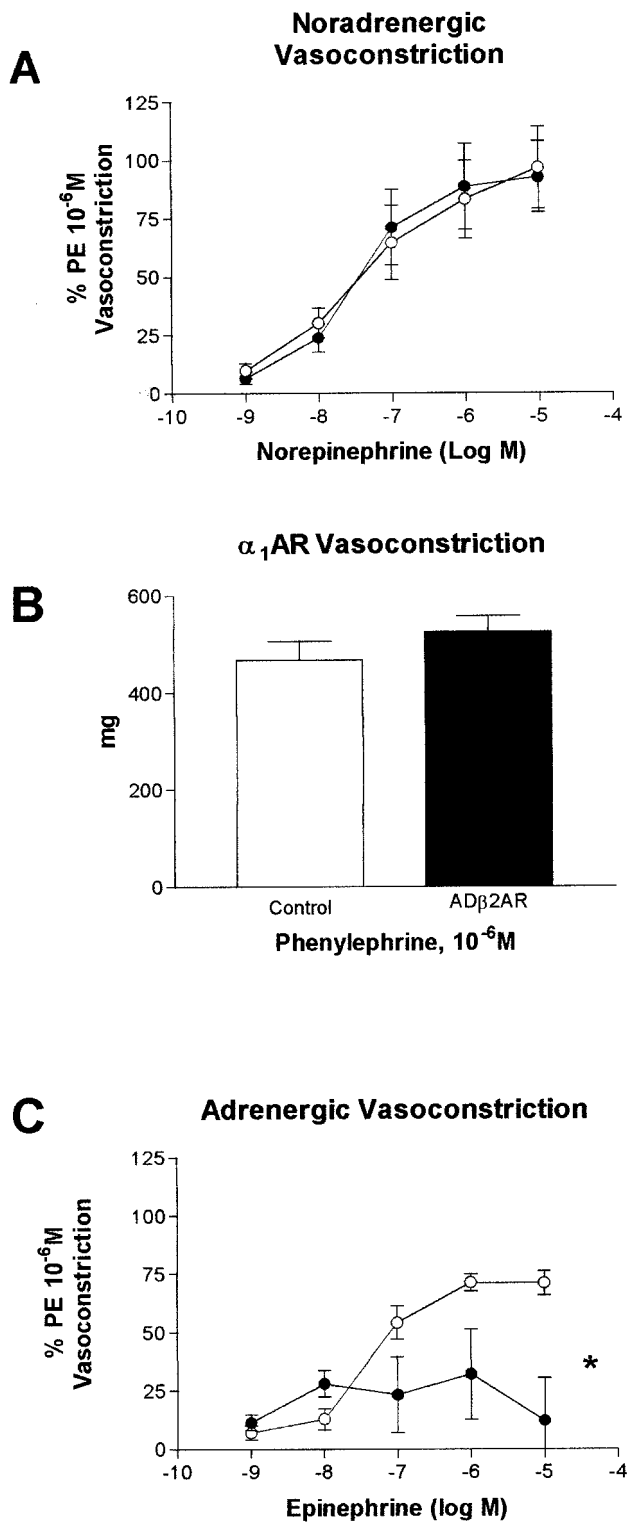 A
Noradrenergic
Vasoconstriction
% PE 10⁻⁶M
Vasoconstriction
125
100
75
50
25
0
-10 -9 -8 -7 -6 -5 -4
Norepinephrine (Log M)
B
α₁AR Vasoconstriction
mg
600
400
200
0
Control ADβ2AR
Phenylephrine, 10⁻⁶M
C
Adrenergic Vasoconstriction
% PE 10⁻⁶M
Vasoconstriction
125
100
75
50
25
0
*
-10 -9 -8 -7 -6 -5 -4
Epinephrine (log M)